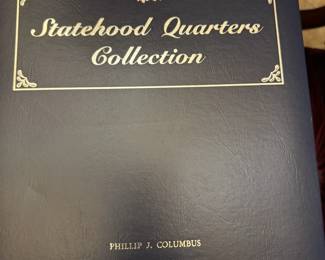 Statehood Quarters
Collection
PHILLIP J. COLUMBUS